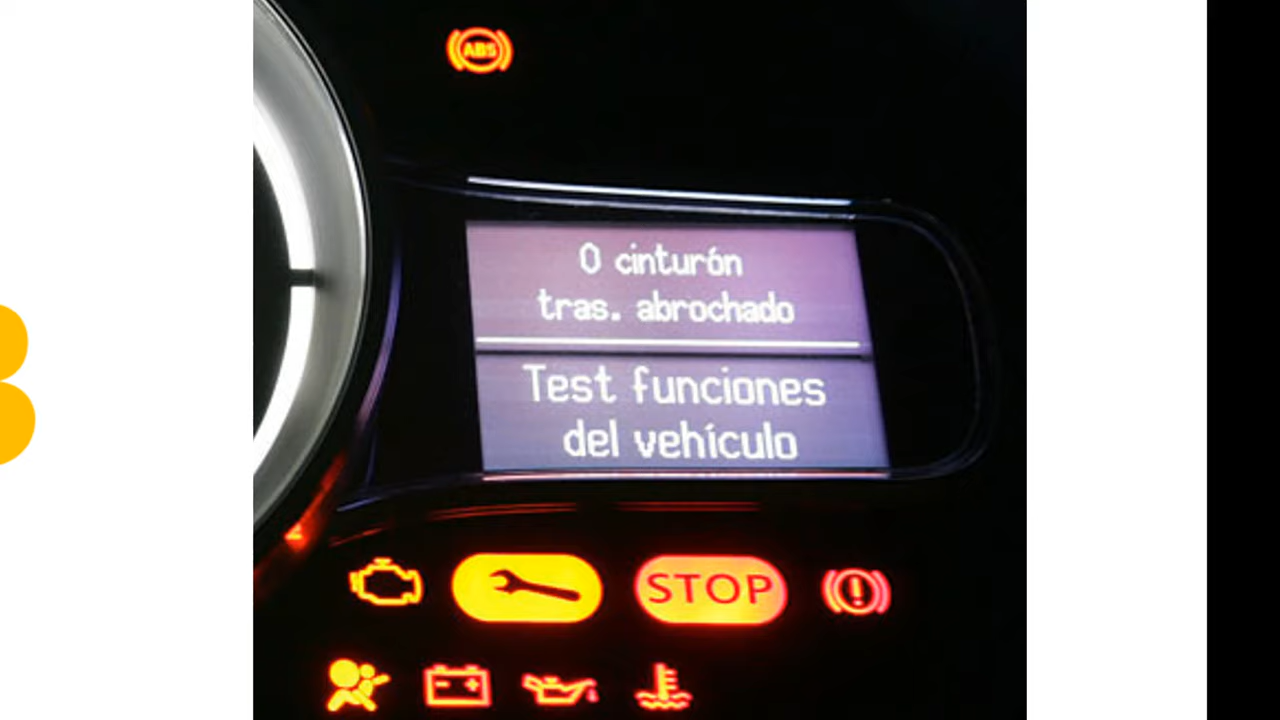 ABS
0 cinturón
tras. abrochado
Test funciones
del vehículo
STOP